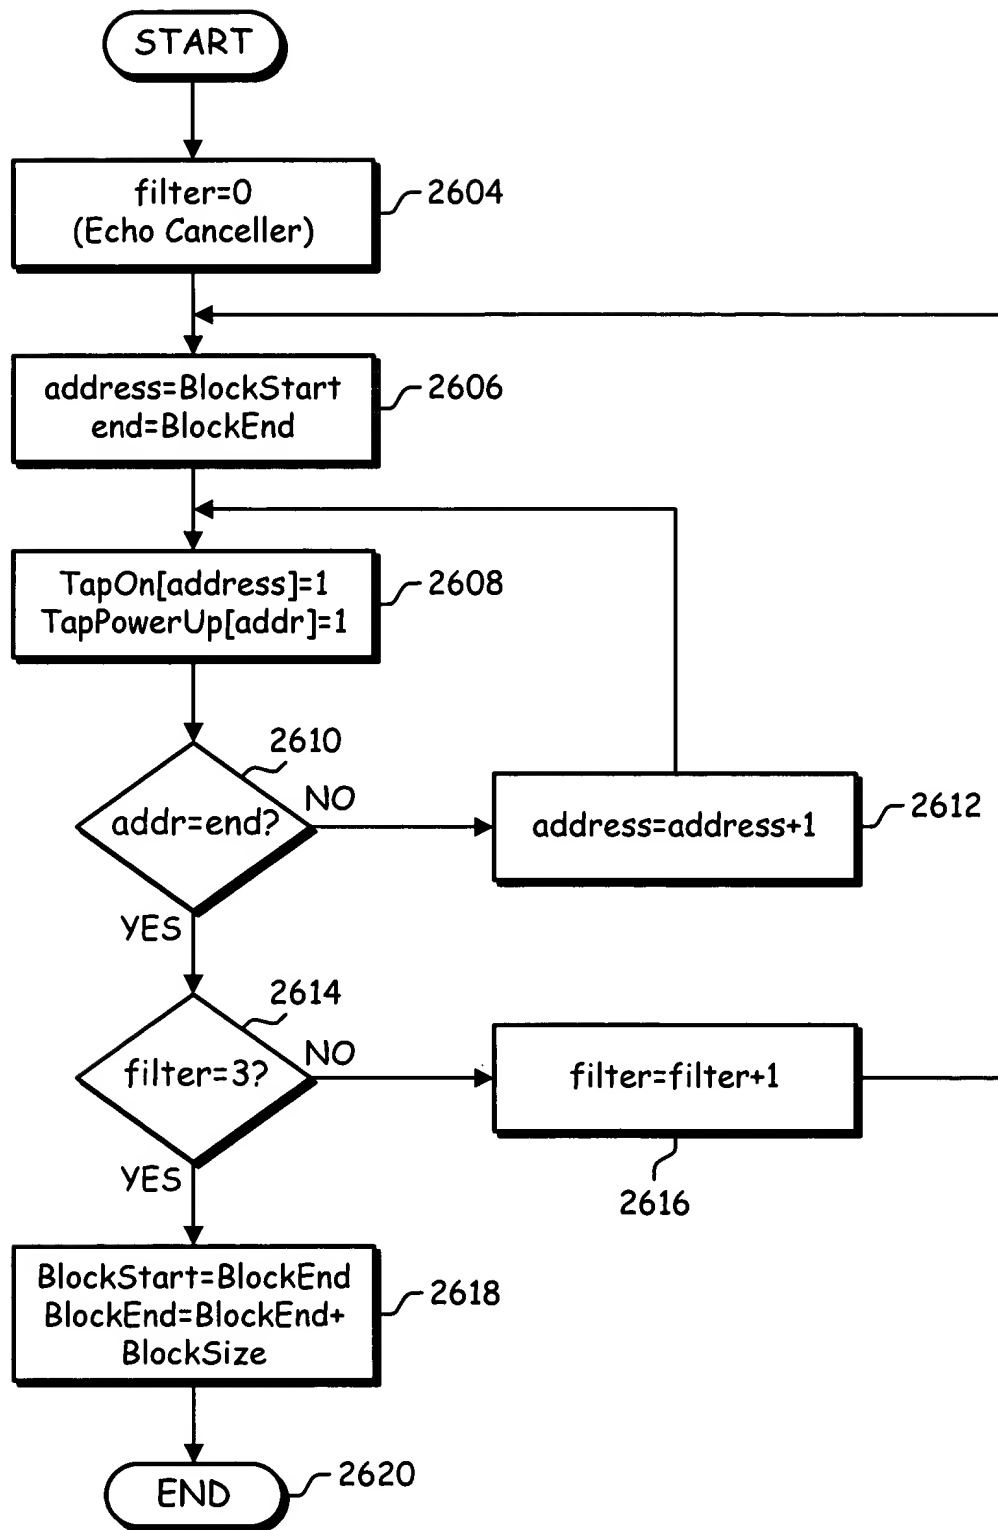 START
filter=0
(Echo Canceller)
2604
address=BlockStart
end=BlockEnd
2606
TapOn[address]=1
TapPowerUp[addr]=1
2608
2610
addr=end?
NO
address=address+1
2612
YES
2614
filter=3?
NO
filter=filter+1
2616
YES
BlockStart=BlockEnd
BlockEnd=BlockEnd+
BlockSize
2618
END
2620